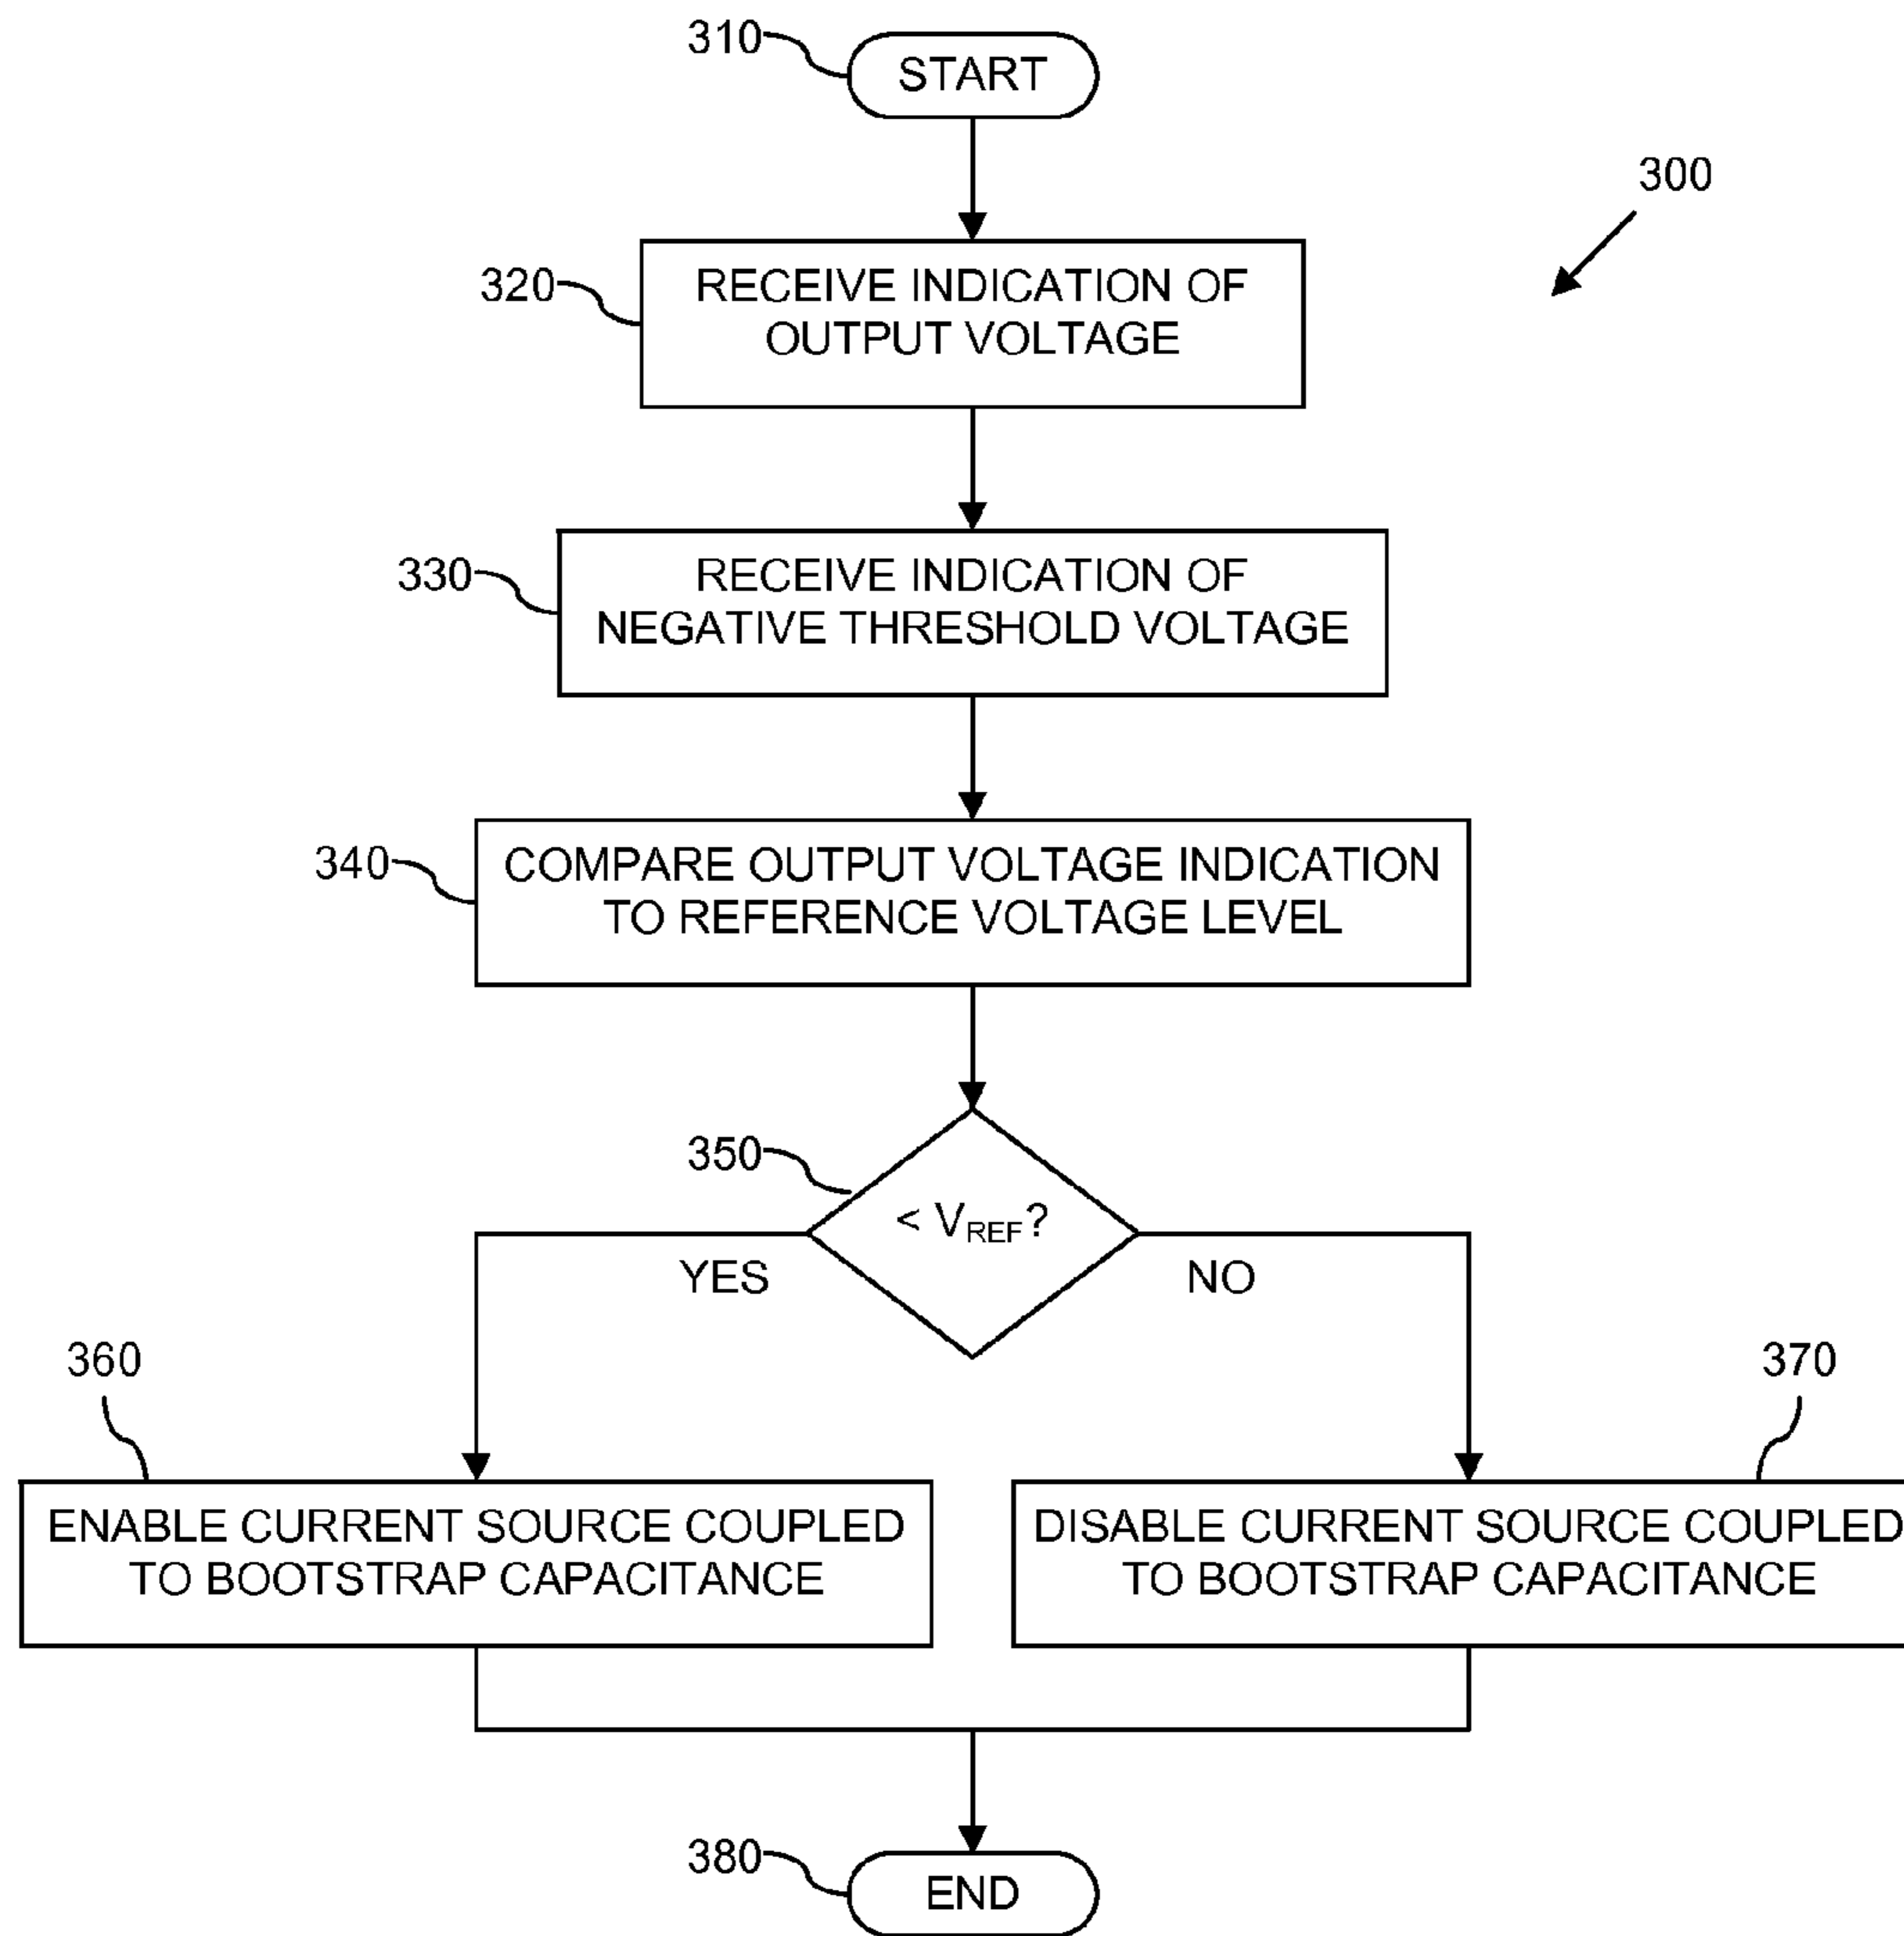 310
START
300
320
RECEIVE INDICATION OF
OUTPUT VOLTAGE
330
RECEIVE INDICATION OF
NEGATIVE THRESHOLD VOLTAGE
340
COMPARE OUTPUT VOLTAGE INDICATION
TO REFERENCE VOLTAGE LEVEL
350
< VREF?
YES
NO
360
370
ENABLE CURRENT SOURCE COUPLED
TO BOOTSTRAP CAPACITANCE
DISABLE CURRENT SOURCE COUPLED
TO BOOTSTRAP CAPACITANCE
380
END